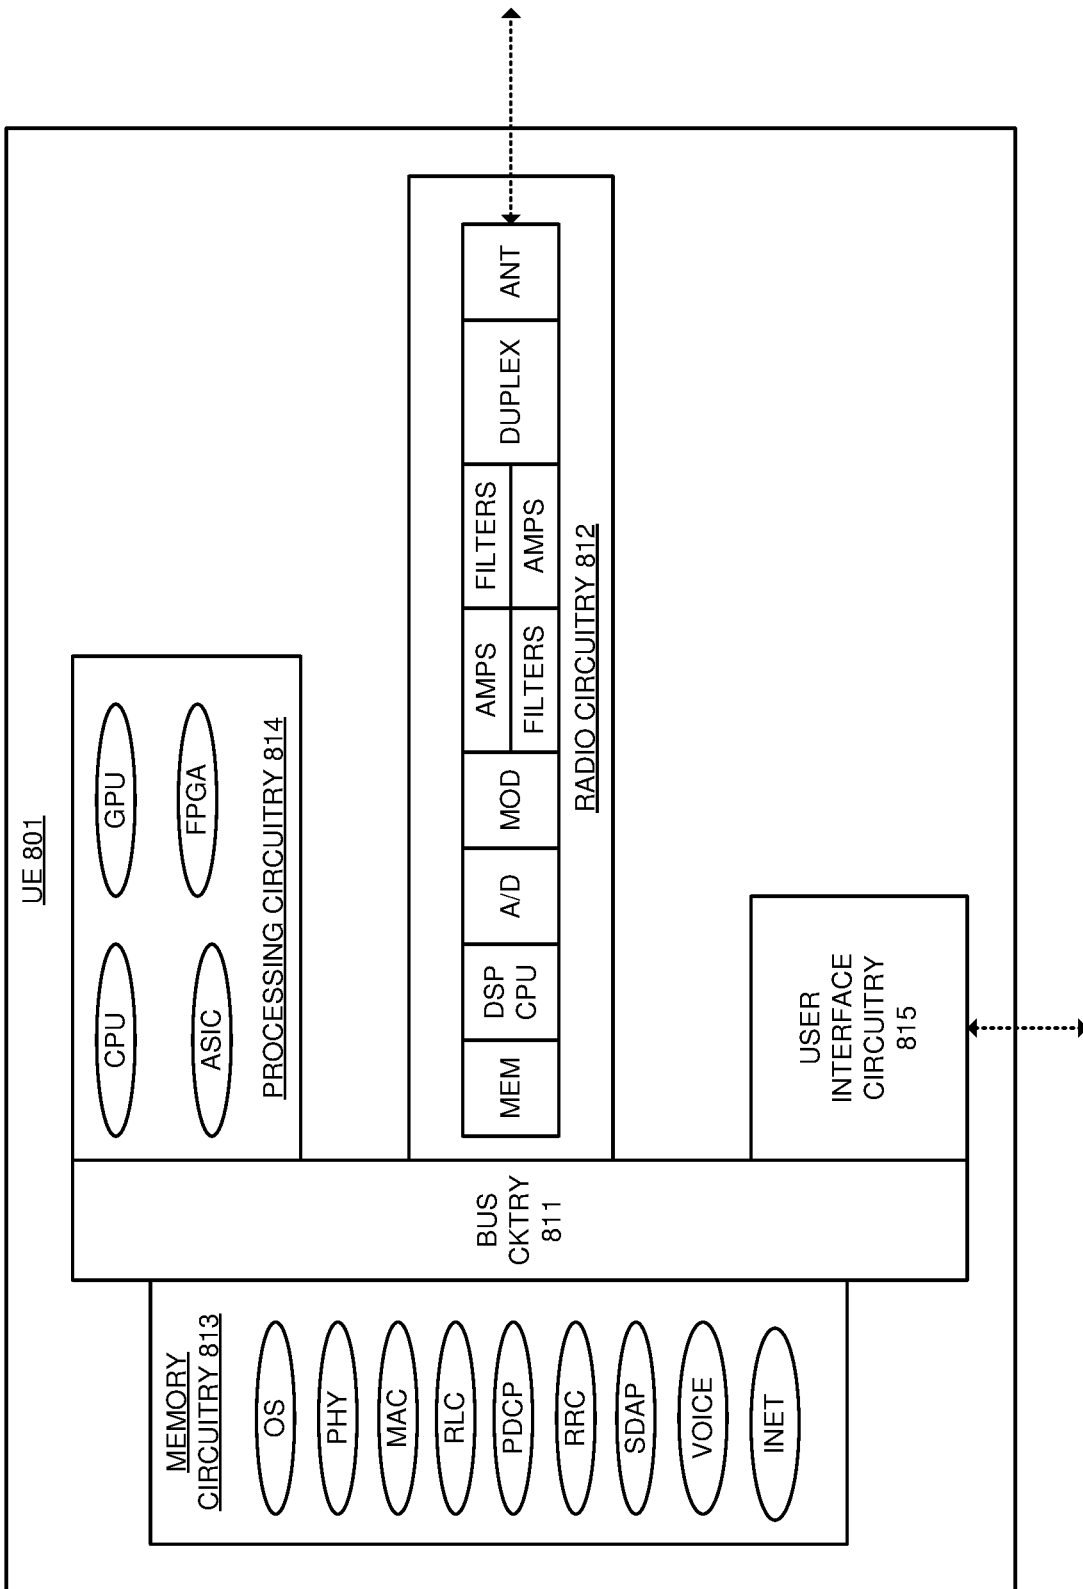 UE 801
MEMORY
CIRCUITRY 813
OS
PHY
MAC
RLC
PDCP
RRC
SDAP
VOICE
INET
BUS
CKTRY
811
CPU
GPU
ASIC
FPGA
PROCESSING CIRCUITRY 814
MEM
DSP
CPU
A/D
MOD
AMPS
FILTERS
FILTERS
AMPS
DUPLEX
ANT
RADIO CIRCUITRY 812
USER
INTERFACE
CIRCUITRY
815